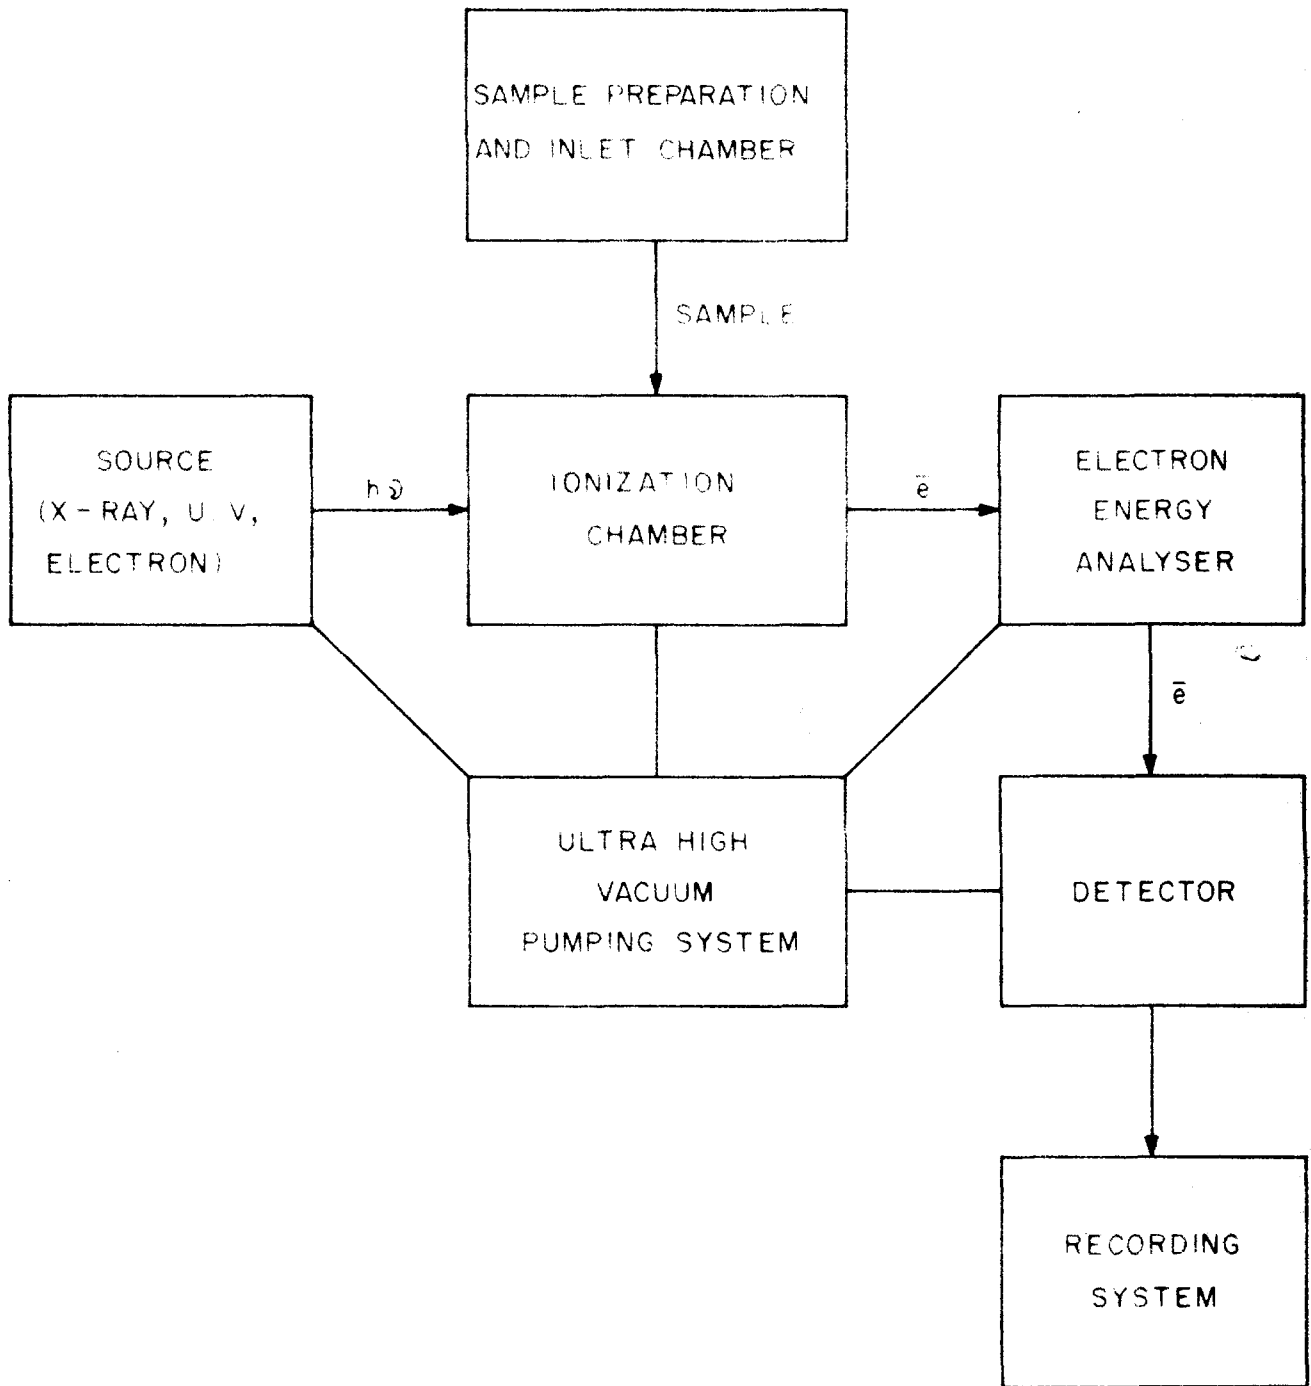 SAMPLE PREPARATION
AND INLET CHAMBER
SAMPLE
SOURCE
(X-RAY, U.V,
ELECTRON)
hν̄
IONIZATION
CHAMBER
ē
ELECTRON
ENERGY
ANALYSER
ē
ULTRA HIGH
VACUUM
PUMPING SYSTEM
DETECTOR
RECORDING
SYSTEM